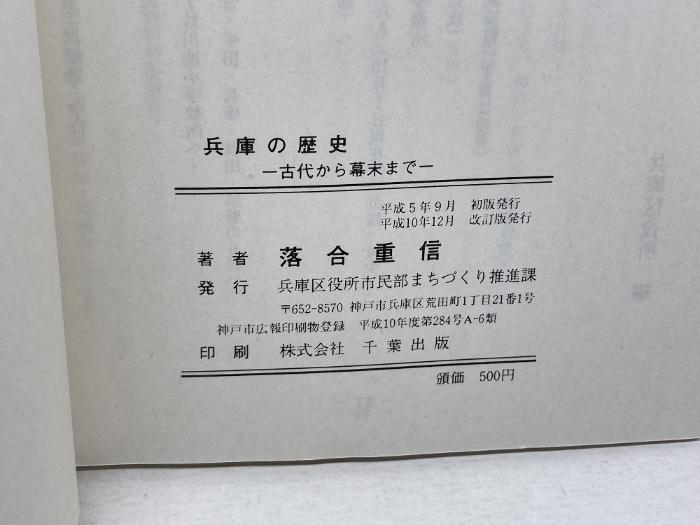 兵庫の歴史
―古代から幕末まで―
平成5年9月 初版発行
平成10年12月 改訂版発行
著者 落合重信
発行 兵庫区役所市民部まちづくり推進課
〒652-8570 神戸市兵庫区荒田町1丁目21番1号
神戸市広報印刷物登録 平成10年度第284号A-6類
印刷 株式会社 千葉出版
頒価 500円